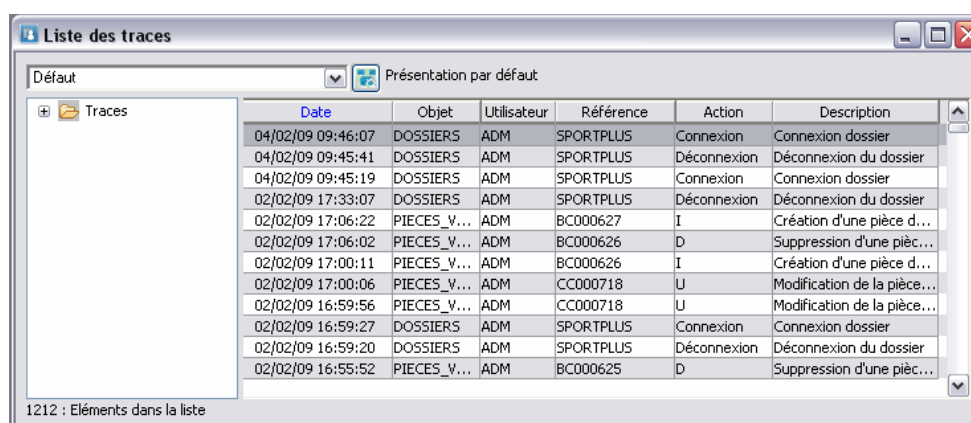 Liste des traces
Défaut Présentation par défaut
Traces
Date Objet Utilisateur Référence Action Description
04/02/09 09:46:07 DOSSIERS ADM SPORTPLUS Connexion Connexion dossier
04/02/09 09:45:41 DOSSIERS ADM SPORTPLUS Déconnexion Déconnexion du dossier
04/02/09 09:45:19 DOSSIERS ADM SPORTPLUS Connexion Connexion dossier
02/02/09 17:33:07 DOSSIERS ADM SPORTPLUS Déconnexion Déconnexion du dossier
02/02/09 17:06:22 PIECES_V... ADM BC000627 I Création d'une pièce d...
02/02/09 17:06:02 PIECES_V... ADM BC000626 D Suppression d'une pièc...
02/02/09 17:00:11 PIECES_V... ADM BC000626 I Création d'une pièce d...
02/02/09 17:00:06 PIECES_V... ADM CC000718 U Modification de la pièce...
02/02/09 16:59:56 PIECES_V... ADM CC000718 U Modification de la pièce...
02/02/09 16:59:27 DOSSIERS ADM SPORTPLUS Connexion Connexion dossier
02/02/09 16:59:20 DOSSIERS ADM SPORTPLUS Déconnexion Déconnexion du dossier
02/02/09 16:55:52 PIECES_V... ADM BC000625 D Suppression d'une pièc...
1212 : Eléments dans la liste